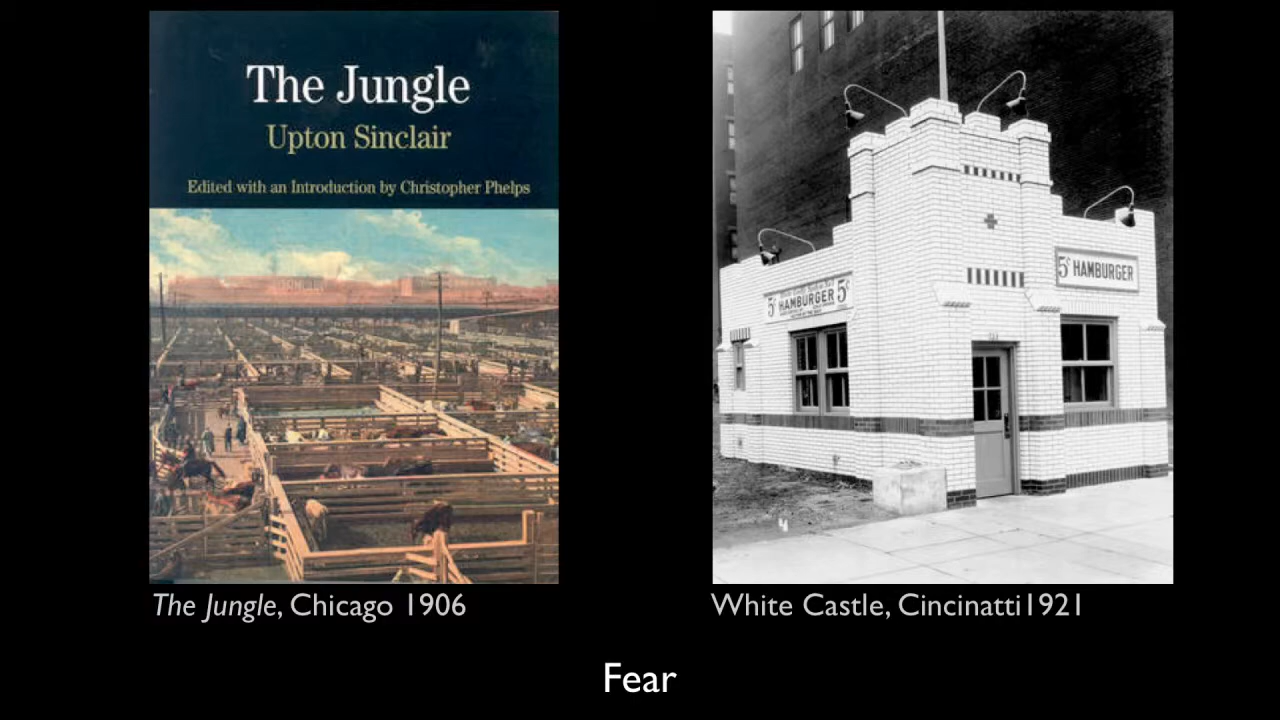 The Jungle
Upton Sinclair
Edited with an Introduction by Christopher Phelps
5¢ HAMBURGER 5¢
5¢ HAMBURGER
The Jungle, Chicago 1906
White Castle, Cincinatti1921
Fear